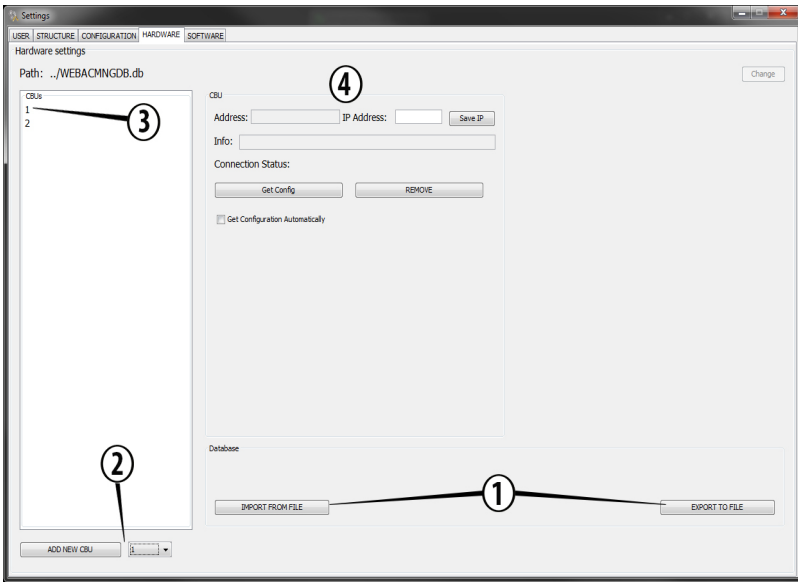 Settings
USER STRUCTURE CONFIGURATION HARDWARE SOFTWARE
Hardware settings
Path: ../WEBACMNGDB.db
Change
CBUs
1
2
3
4
CBU
Address: IP Address: Save IP
Info:
Connection Status:
Get Config REMOVE
Get Configuration Automatically
2
Database
1
IMPORT FROM FILE EXPORT TO FILE
ADD NEW CBU 1